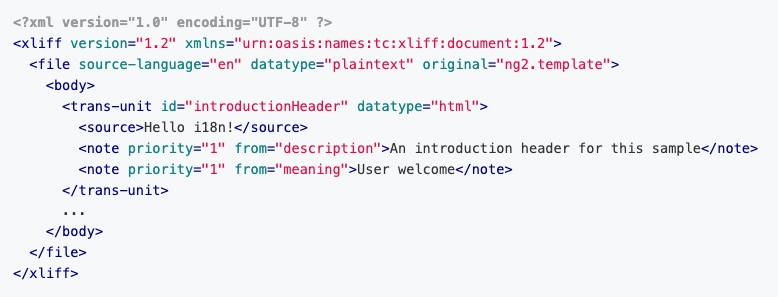 <?xml version="1.0" encoding="UTF-8" ?>
<xliff version="1.2" xmlns="urn:oasis:names:tc:xliff:document:1.2">
  <file source-language="en" datatype="plaintext" original="ng2.template">
    <body>
      <trans-unit id="introductionHeader" datatype="html">
        <source>Hello i18n!</source>
        <note priority="1" from="description">An introduction header for this sample</note>
        <note priority="1" from="meaning">User welcome</note>
      </trans-unit>
      ...
    </body>
  </file>
</xliff>